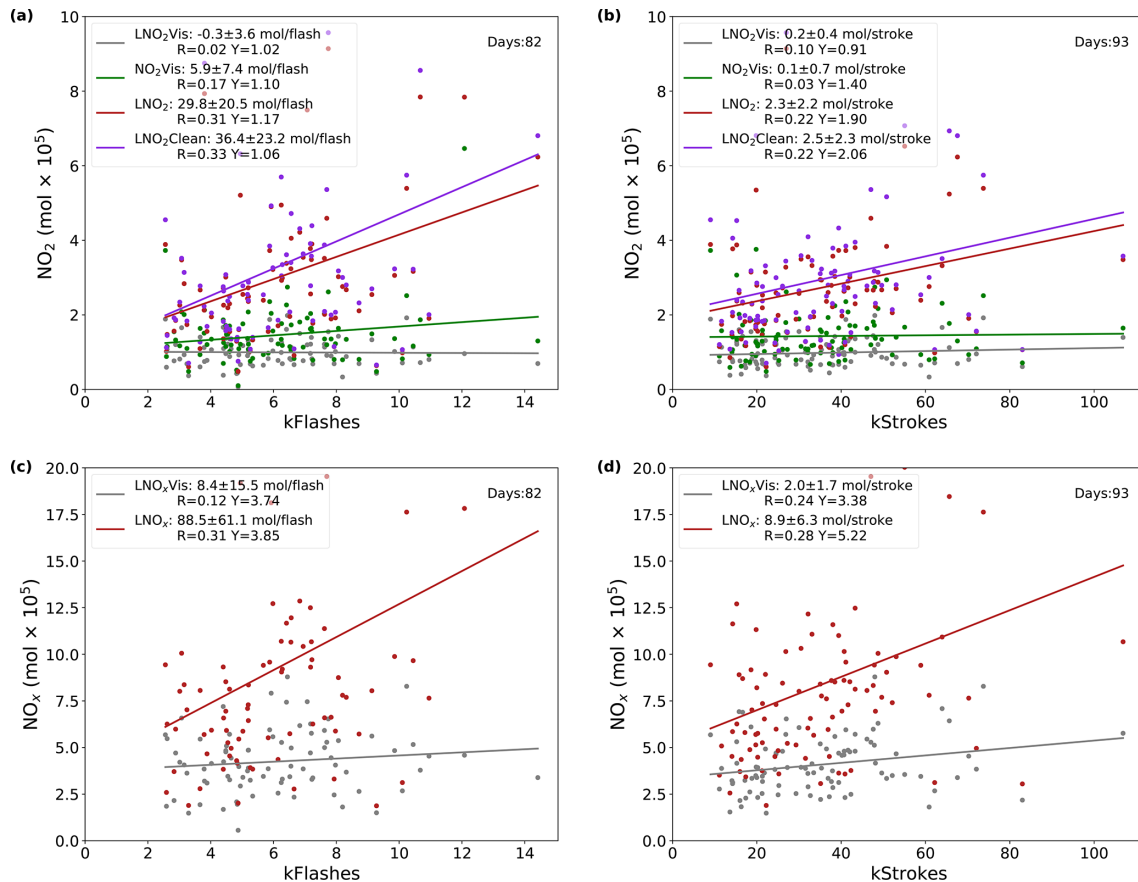 (a)
10
8
6
4
2
0
NO₂ (mol × 10⁵)
LNO₂Vis: -0.3±3.6 mol/flash
R=0.02 Y=1.02
NO₂Vis: 5.9±7.4 mol/flash
R=0.17 Y=1.10
LNO₂: 29.8±20.5 mol/flash
R=0.31 Y=1.17
LNO₂Clean: 36.4±23.2 mol/flash
R=0.33 Y=1.06
Days:82
0 2 4 6 8 10 12 14
kFlashes
(b)
10
8
6
4
2
0
NO₂ (mol × 10⁵)
LNO₂Vis: 0.2±0.4 mol/stroke
R=0.10 Y=0.91
NO₂Vis: 0.1±0.7 mol/stroke
R=0.03 Y=1.40
LNO₂: 2.3±2.2 mol/stroke
R=0.22 Y=1.90
LNO₂Clean: 2.5±2.3 mol/stroke
R=0.22 Y=2.06
Days:93
0 20 40 60 80 100
kStrokes
(c)
20.0
17.5
15.0
12.5
10.0
7.5
5.0
2.5
0.0
NOₓ (mol × 10⁵)
LNOₓVis: 8.4±15.5 mol/flash
R=0.12 Y=3.74
LNOₓ: 88.5±61.1 mol/flash
R=0.31 Y=3.85
Days:82
0 2 4 6 8 10 12 14
kFlashes
(d)
20.0
17.5
15.0
12.5
10.0
7.5
5.0
2.5
0.0
NOₓ (mol × 10⁵)
LNOₓVis: 2.0±1.7 mol/stroke
R=0.24 Y=3.38
LNOₓ: 8.9±6.3 mol/stroke
R=0.28 Y=5.22
Days:93
0 20 40 60 80 100
kStrokes